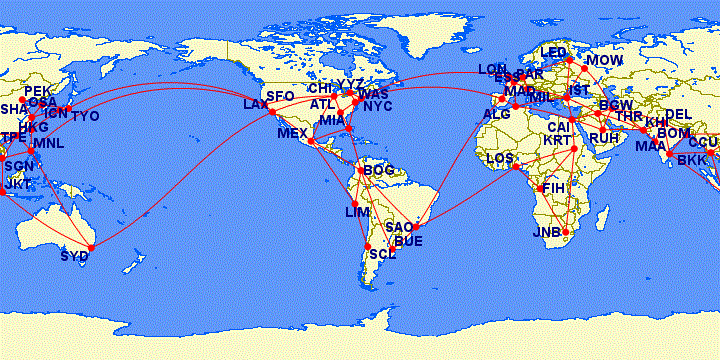 LED
MOW
LON
ESS
PAR
PEK
OSA
SHA
ICN
TYO
CHI
YYZ
WAS
SFO
LAX
ATL
NYC
MAD
MIL
IST
ALG
BGW
THR
DEL
KHI
HKG
TPE
MNL
MEX
MIA
CAI
RUH
BOM
KRT
MAA
CCU
BKK
SGN
BOG
LOS
JKT
FIH
LIM
SAO
BUE
SCL
JNB
SYD